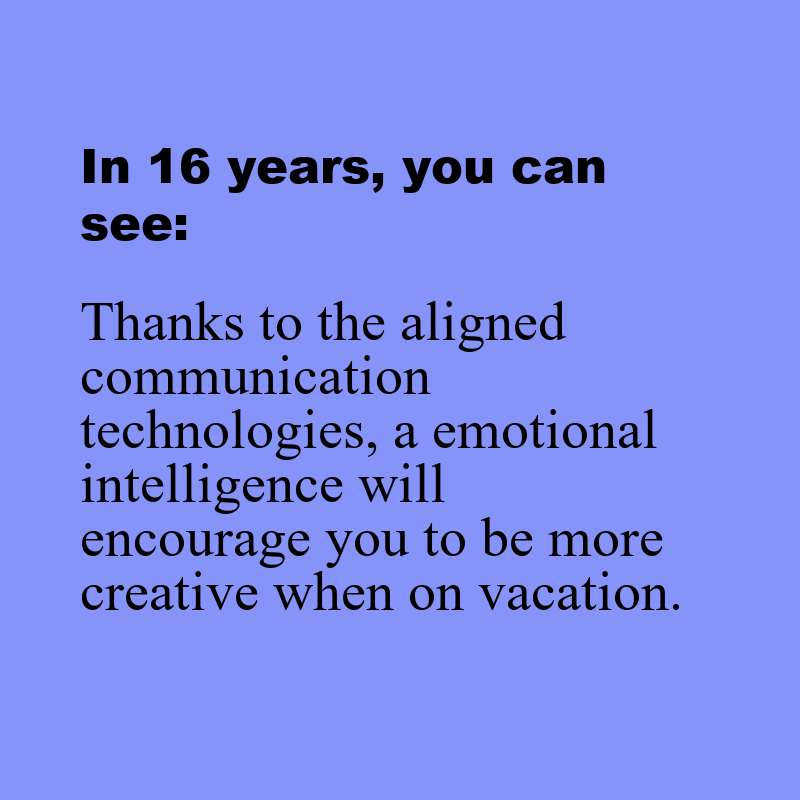 In 16 years, you can
see:
Thanks to the aligned
communication
technologies, a emotional
intelligence will
encourage you to be more
creative when on vacation.